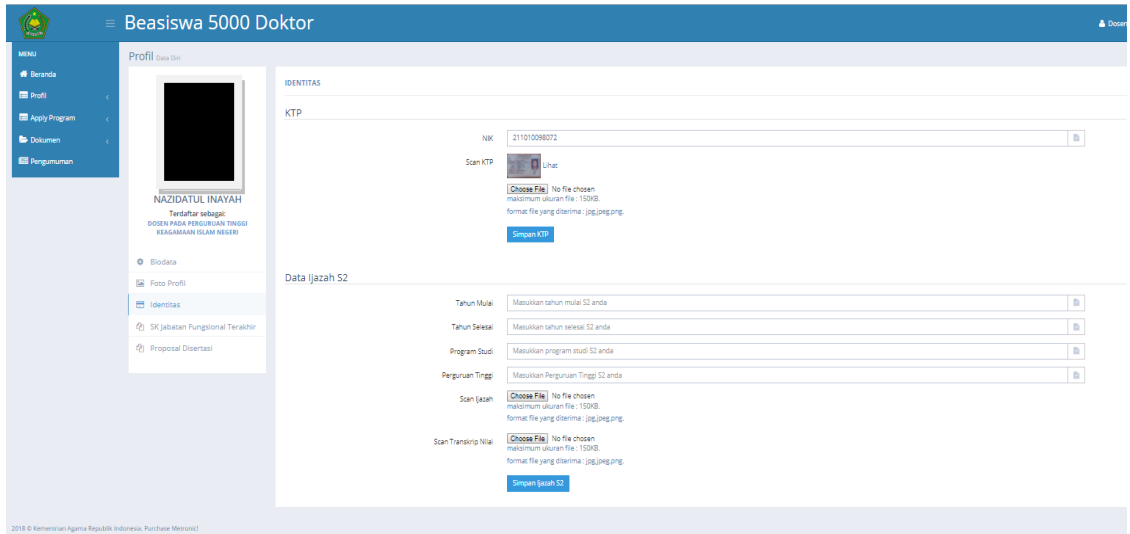 Beasiswa 5000 Doktor
Dosen
MENU
Beranda
Profil
Apply Program
Dokumen
Pengumuman
Profil Data Diri
NAZIDATUL INAYAH
Terdaftar sebagai:
DOSEN PADA PERGURUAN TINGGI
KEAGAMAAN ISLAM NEGERI
Biodata
Foto Profil
Identitas
SK Jabatan Fungsional Terakhir
Proposal Disertasi
IDENTITAS
KTP
NIK 211010098072
Scan KTP Lihat
Choose File No file chosen
maksimum ukuran file : 150KB.
format file yang diterima : jpg,jpeg,png.
Simpan KTP
Data Ijazah S2
Tahun Mulai Masukkan tahun mulai S2 anda
Tahun Selesai Masukkan tahun selesai S2 anda
Program Studi Masukkan program studi S2 anda
Perguruan Tinggi Masukkan Perguruan Tinggi S2 anda
Scan Ijazah Choose File No file chosen
maksimum ukuran file : 150KB.
format file yang diterima : jpg,jpeg,png.
Scan Transkrip Nilai Choose File No file chosen
maksimum ukuran file : 150KB.
format file yang diterima : jpg,jpeg,png.
Simpan Ijazah S2
2018 © Kementrian Agama Republik Indonesia. Purchase Metronic!